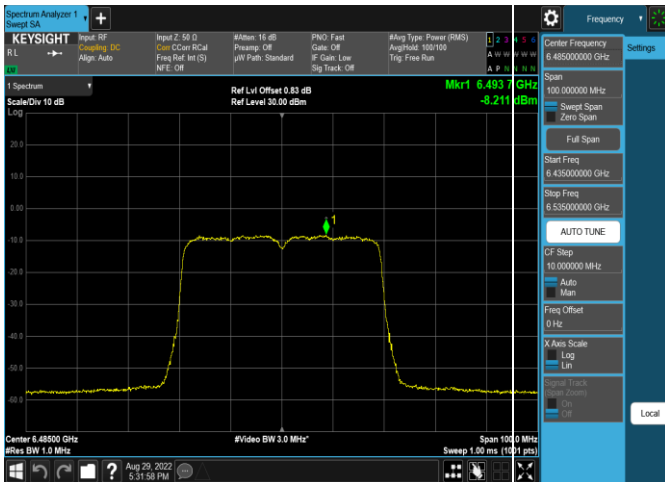 Spectrum Analyzer 1
Swept SA
+
Frequency
KEYSIGHT
R L
LV
Input: RF
Coupling: DC
Align: Auto
Input Z: 50 Ω
Corr CCorr RCal
Freq Ref: Int (S)
NFE: Off
#Atten: 16 dB
Preamp: Off
µW Path: Standard
PNO: Fast
Gate: Off
IF Gain: Low
Sig Track: Off
#Avg Type: Power (RMS)
Avg|Hold: 100/100
Trig: Free Run
1 2 3 4 5 6
A W W W W W
A P N N N N
1 Spectrum
Scale/Div 10 dB
Log
Ref Lvl Offset 0.83 dB
Ref Level 30.00 dBm
Mkr1 6.493 7 GHz
-8.211 dBm
20.0
10.0
0.00
-10.0
-20.0
-30.0
-40.0
-50.0
-60.0
1
Center 6.48500 GHz
#Res BW 1.0 MHz
#Video BW 3.0 MHz*
Span 100.0 MHz
Sweep 1.00 ms (1001 pts)
Aug 29, 2022
5:31:58 PM
?
Center Frequency
6.485000000 GHz
Span
100.000000 MHz
Swept Span
Zero Span
Full Span
Start Freq
6.435000000 GHz
Stop Freq
6.535000000 GHz
AUTO TUNE
CF Step
10.000000 MHz
Auto
Man
Freq Offset
0 Hz
X Axis Scale
Log
Lin
Signal Track
(Span Zoom)
On
Off
Settings
Local